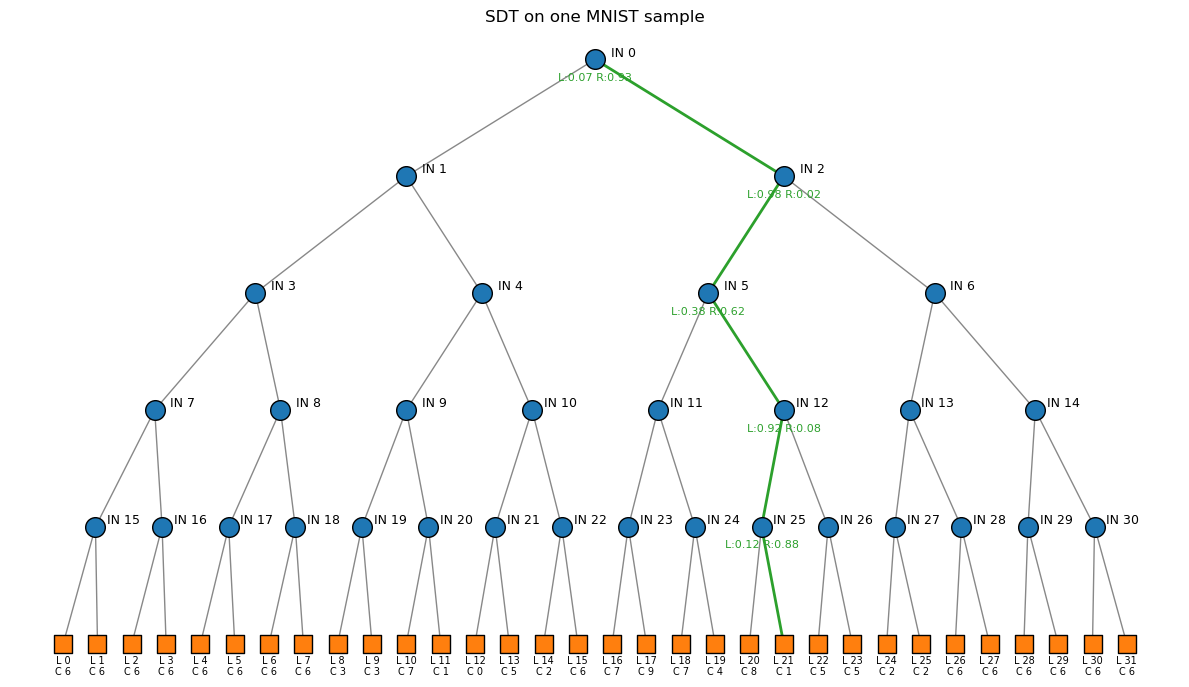 SDT on one MNIST sample
IN 0
L:0.07 R:0.93
IN 1
IN 2
L:0.98 R:0.02
IN 3
IN 4
IN 5
IN 6
L:0.38 R:0.62
IN 7
IN 8
IN 9
IN 10
IN 11
IN 12
IN 13
IN 14
L:0.92 R:0.08
IN 15
IN 16
IN 17
IN 18
IN 19
IN 20
IN 21
IN 22
IN 23
IN 24
IN 25
IN 26
IN 27
IN 28
IN 29
IN 30
L:0.12 R:0.88
L 0
C 6
L 1
C 6
L 2
C 6
L 3
C 6
L 4
C 6
L 5
C 6
L 6
C 6
L 7
C 6
L 8
C 3
L 9
C 3
L 10
C 7
L 11
C 1
L 12
C 0
L 13
C 5
L 14
C 2
L 15
C 6
L 16
C 7
L 17
C 9
L 18
C 7
L 19
C 4
L 20
C 8
L 21
C 1
L 22
C 5
L 23
C 5
L 24
C 2
L 25
C 2
L 26
C 6
L 27
C 6
L 28
C 6
L 29
C 6
L 30
C 6
L 31
C 6